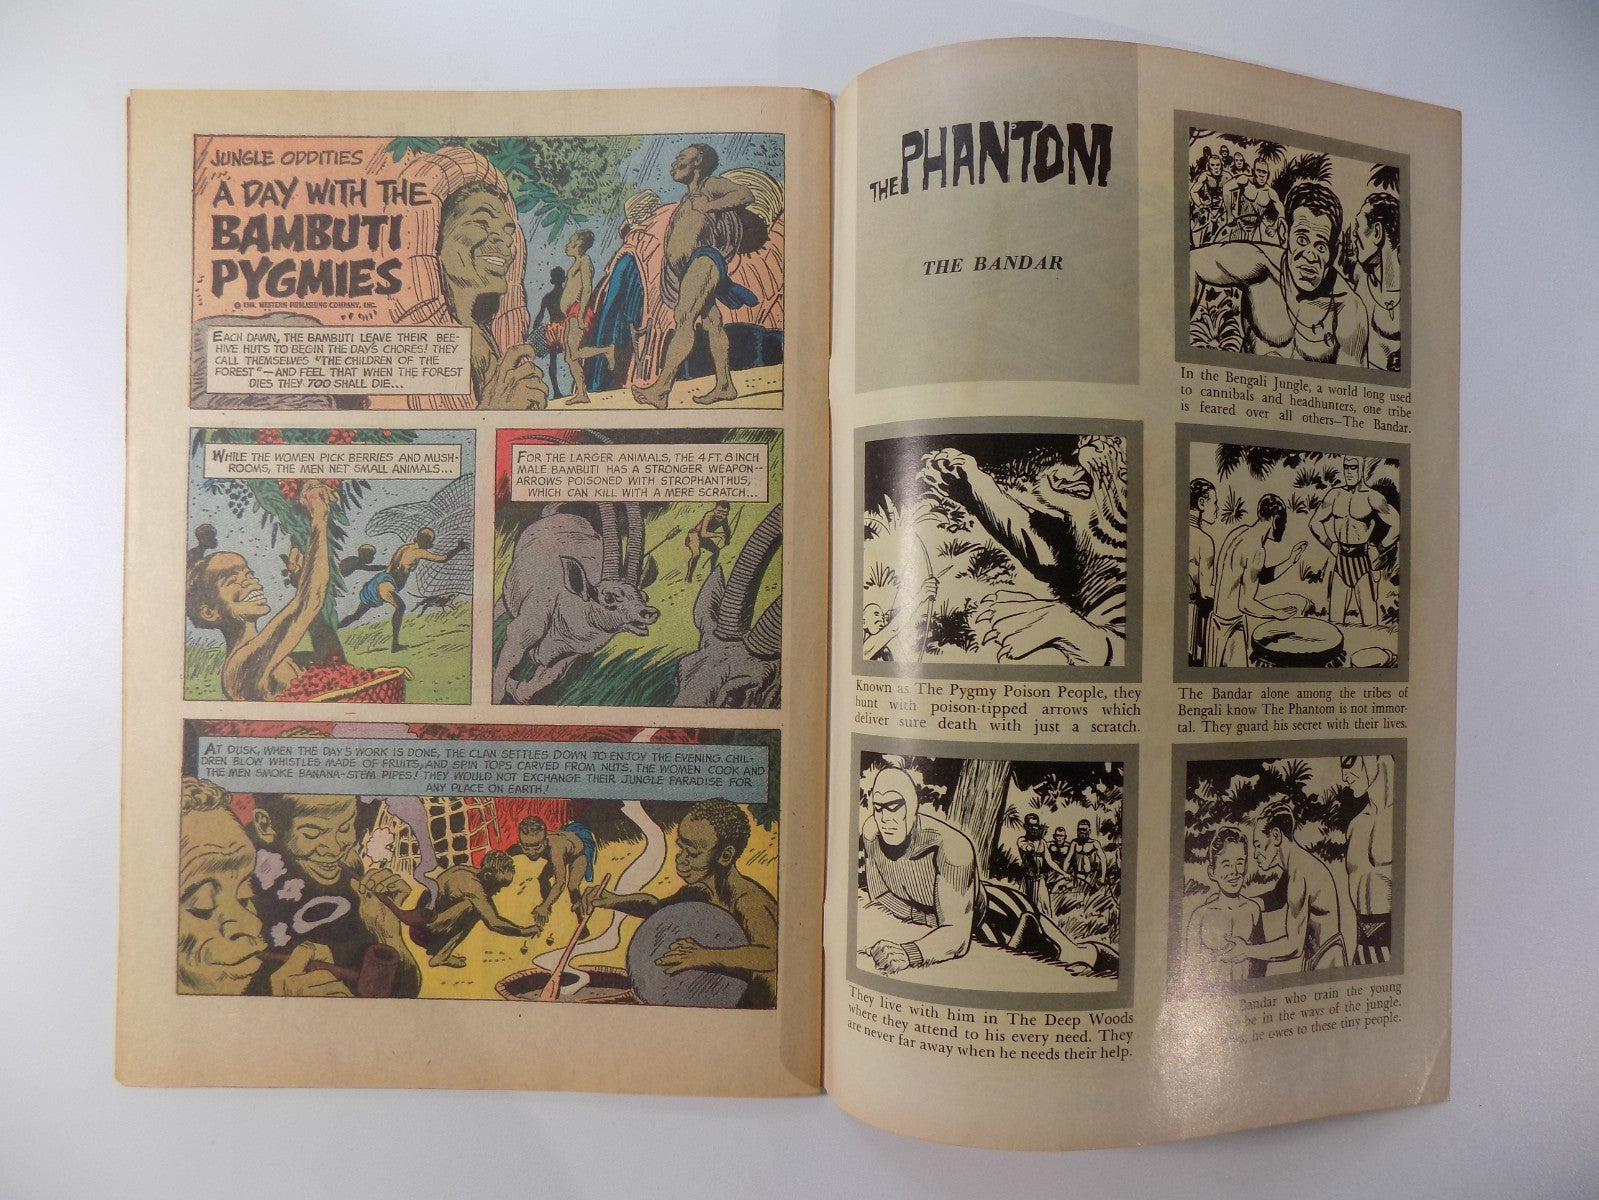 JUNGLE ODDITIES
A DAY WITH THE
BAMBUTI
PYGMIES
WESTERN PUBLISHING COMPANY, INC.
EACH DAWN, THE BAMBUTI LEAVE THEIR BEE-
HIVE HUTS TO BEGIN THE DAY'S CHORES! THEY
CALL THEMSELVES "THE CHILDREN OF THE
FOREST"—AND FEEL THAT WHEN THE FOREST
DIES THEY TOO SHALL DIE...
WHILE THE WOMEN PICK BERRIES AND MUSH-
ROOMS, THE MEN NET SMALL ANIMALS...
FOR THE LARGER ANIMALS, THE 4 FT. 6 INCH
MALE BAMBUTI HAS A STRONGER WEAPON--
ARROWS POISONED WITH STROPHANTHUS,
WHICH CAN KILL WITH A MERE SCRATCH...
AT DUSK, WHEN THE DAY'S WORK IS DONE, THE CLAN SETTLES DOWN TO ENJOY THE EVENING. CHIL-
DREN BLOW WHISTLES MADE OF FRUITS, AND SPIN TOPS CARVED FROM NUTS. THE WOMEN COOK AND
THE MEN SMOKE BANANA-STEM PIPES! THEY WOULD NOT EXCHANGE THEIR JUNGLE PARADISE FOR
ANY PLACE ON EARTH!
THE PHANTOM
THE BANDAR
In the Bengali Jungle, a world long used
to cannibals and headhunters, one tribe
is feared over all others—The Bandar.
Known as The Pygmy Poison People, they
hunt with poison-tipped arrows which
deliver sure death with just a scratch.
The Bandar alone among the tribes of
Bengali know The Phantom is not immor-
tal. They guard his secret with their lives.
They live with him in The Deep Woods
where they attend to his every need. They
are never far away when he needs their help.
Bandar who train the young
be in the ways of the jungle.
he owes to these tiny people.